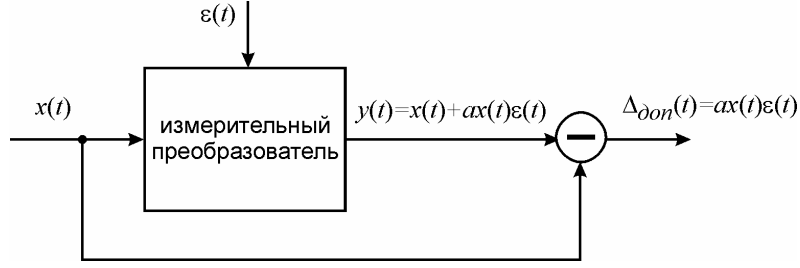 ε(t)
x(t)
измерительный
преобразователь
y(t)=x(t)+ax(t)ε(t)
Δдоп(t)=ax(t)ε(t)